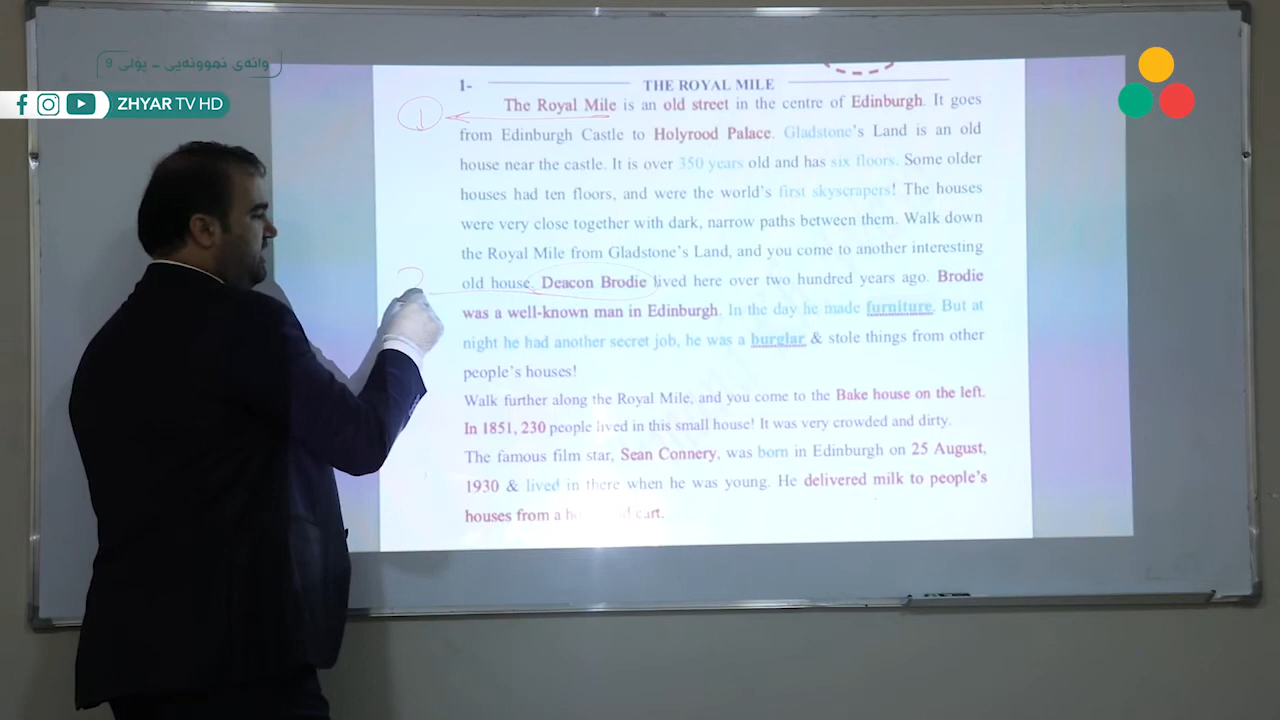 وانەی نموونەیی - پۆلی 9
ZHYAR TV HD
1- THE ROYAL MILE
1
The Royal Mile is an old street in the centre of Edinburgh. It goes
from Edinburgh Castle to Holyrood Palace. Gladstone's Land is an old
house near the castle. It is over 350 years old and has six floors. Some older
houses had ten floors, and were the world's first skyscrapers! The houses
were very close together with dark, narrow paths between them. Walk down
the Royal Mile from Gladstone's Land, and you come to another interesting
old house. Deacon Brodie lived here over two hundred years ago. Brodie
was a well-known man in Edinburgh. In the day he made furniture. But at
night he had another secret job, he was a burglar & stole things from other
people's houses!
Walk further along the Royal Mile, and you come to the Bake house on the left.
In 1851, 230 people lived in this small house! It was very crowded and dirty.
The famous film star, Sean Connery, was born in Edinburgh on 25 August,
1930 & lived in there when he was young. He delivered milk to people's
houses from a cart.